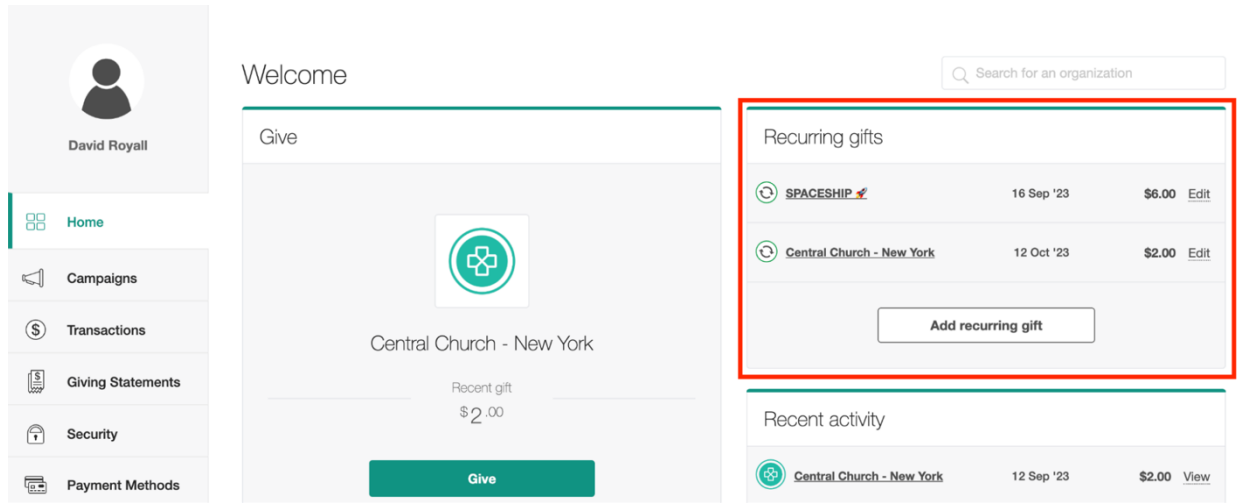 David Royall
Home
Campaigns
Transactions
Giving Statements
Security
Payment Methods
Welcome
Search for an organization
Give
Central Church - New York
Recent gift
$2.00
Give
Recurring gifts
SPACESHIP 🚀 16 Sep '23 $6.00 Edit
Central Church - New York 12 Oct '23 $2.00 Edit
Add recurring gift
Recent activity
Central Church - New York 12 Sep '23 $2.00 View